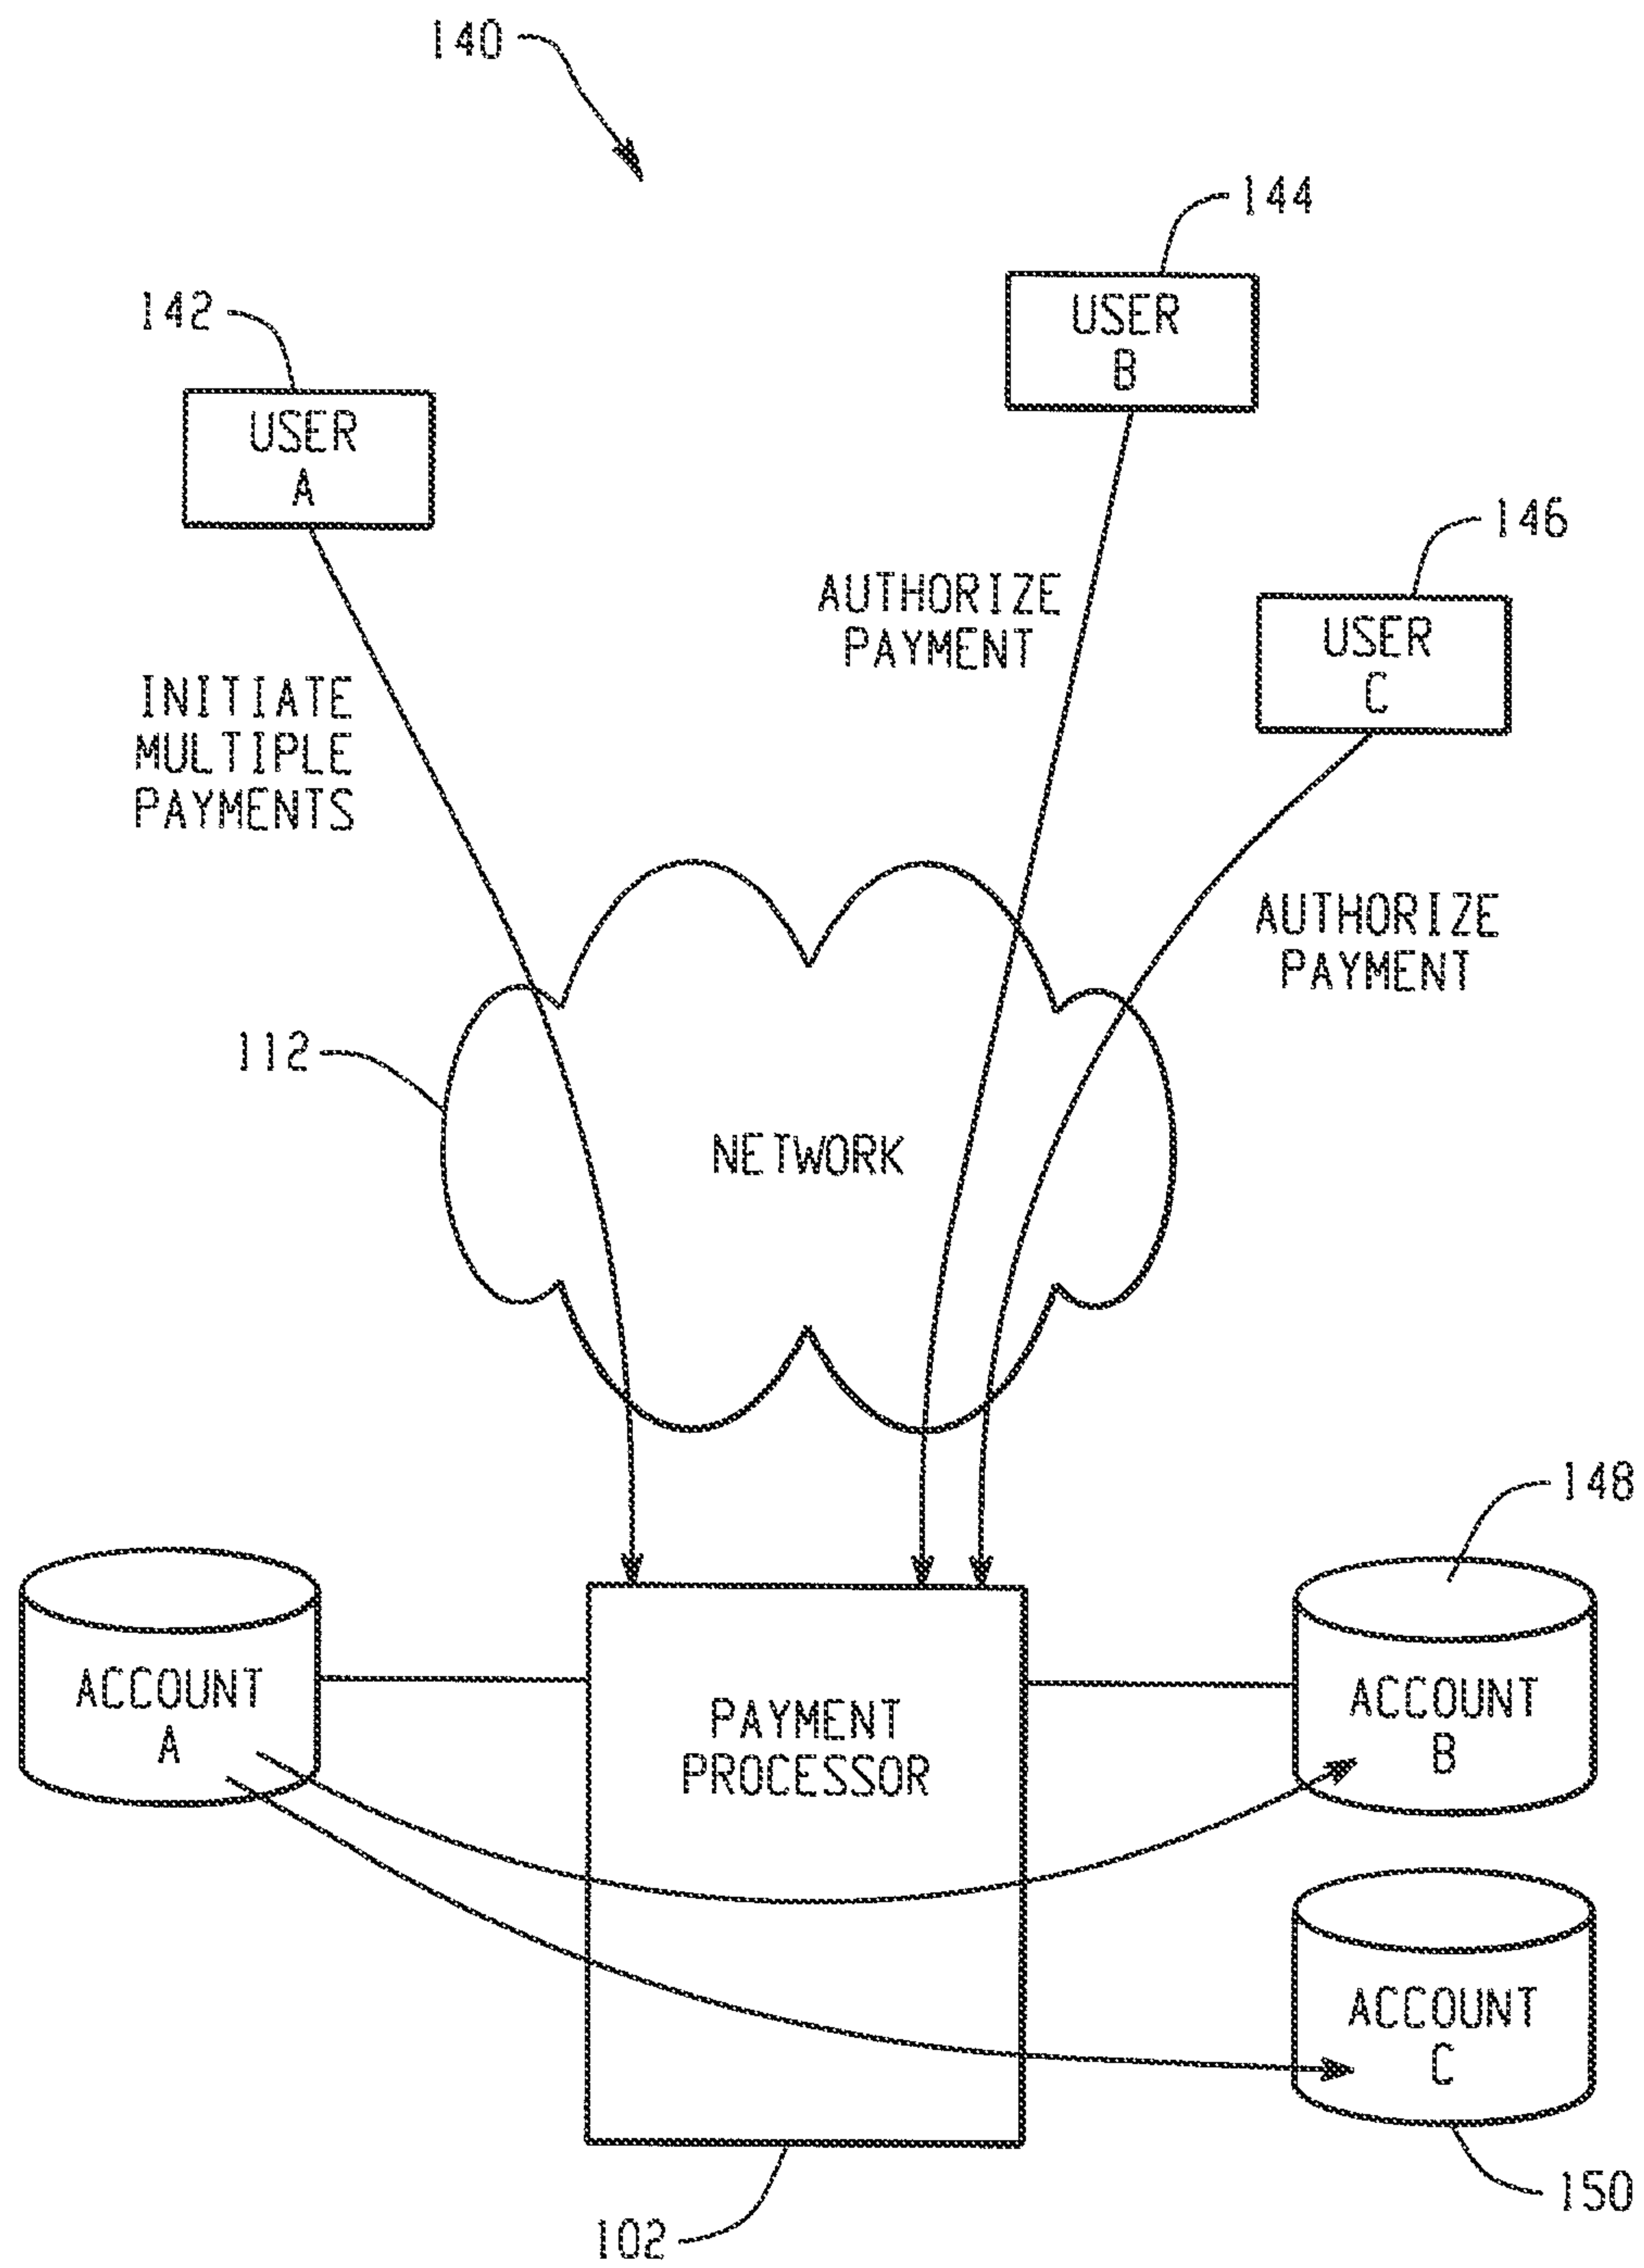 140
144
USER
B
142
USER
A
146
USER
C
AUTHORIZE
PAYMENT
INITIATE
MULTIPLE
PAYMENTS
AUTHORIZE
PAYMENT
112
NETWORK
148
ACCOUNT
A
PAYMENT
PROCESSOR
ACCOUNT
B
ACCOUNT
C
150
102